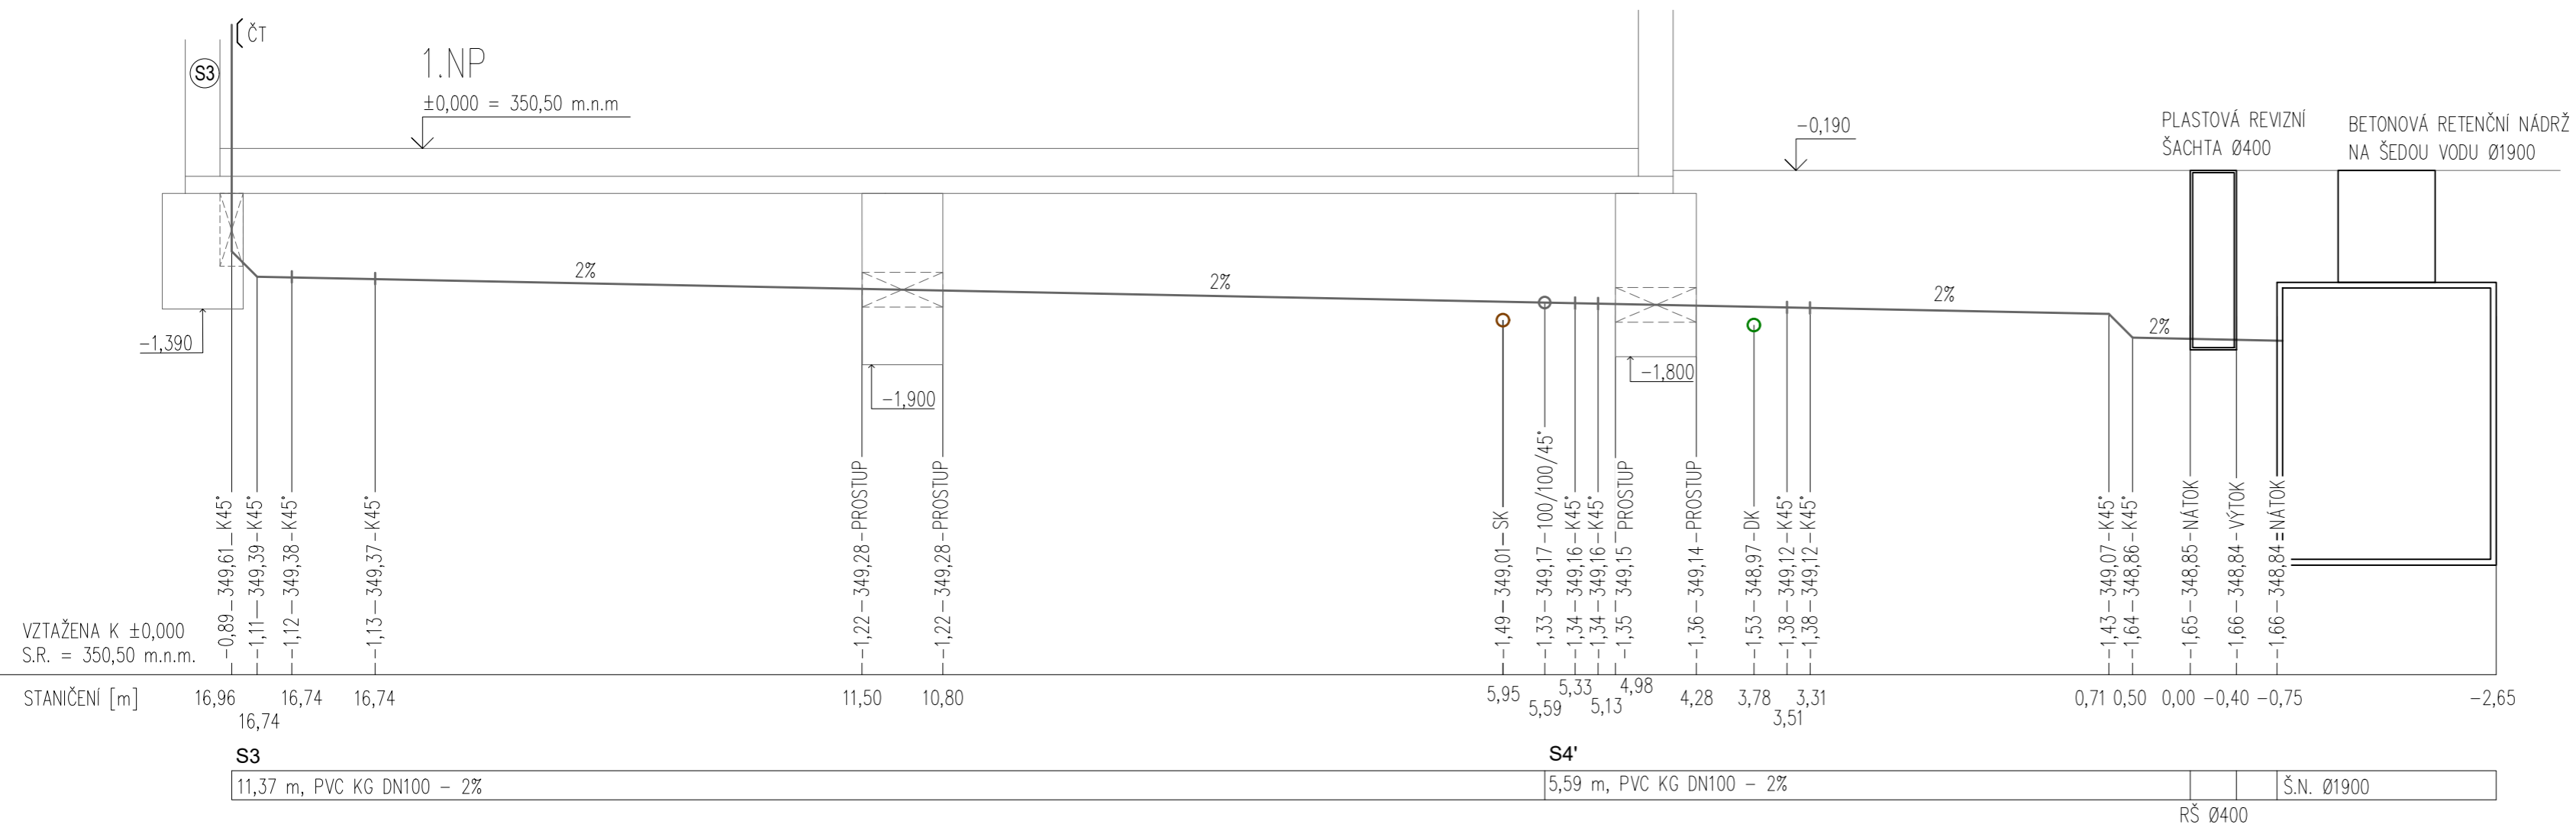 ČT
S3
1.NP
±0,000 = 350,50 m.n.m
-0,190
PLASTOVÁ REVIZNÍ
ŠACHTA Ø400
BETONOVÁ RETENČNÍ NÁDRŽ
NA ŠEDOU VODU Ø1900
2%
2%
2%
2%
-1,390
-1,900
-1,800
-0,89 - 349,61 - K45°
-1,11 - 349,39 - K45°
-1,12 - 349,38 - K45°
-1,13 - 349,37 - K45°
-1,22 - 349,28 - PROSTUP
-1,22 - 349,28 - PROSTUP
-1,49 - 349,01 - SK
-1,33 - 349,17 - 100/100/45°
-1,34 - 349,16 - K45°
-1,34 - 349,16 - K45°
-1,35 - 349,15 - PROSTUP
-1,36 - 349,14 - PROSTUP
-1,53 - 348,97 - DK
-1,38 - 349,12 - K45°
-1,38 - 349,12 - K45°
-1,43 - 349,07 - K45°
-1,64 - 348,86 - K45°
-1,65 - 348,85 - NÁTOK
-1,66 - 348,84 - VÝTOK
-1,66 - 348,84 - NÁTOK
VZTAŽENA K ±0,000
S.R. = 350,50 m.n.m.
STANIČENÍ [m]
16,96
16,74
16,74
16,74
11,50
10,80
5,95
5,59
5,33
5,13
4,98
4,28
3,78
3,51
3,31
0,71
0,50
0,00
-0,40
-0,75
-2,65
S3
S4'
11,37 m, PVC KG DN100 - 2%
5,59 m, PVC KG DN100 - 2%
Š.N. Ø1900
RŠ Ø400